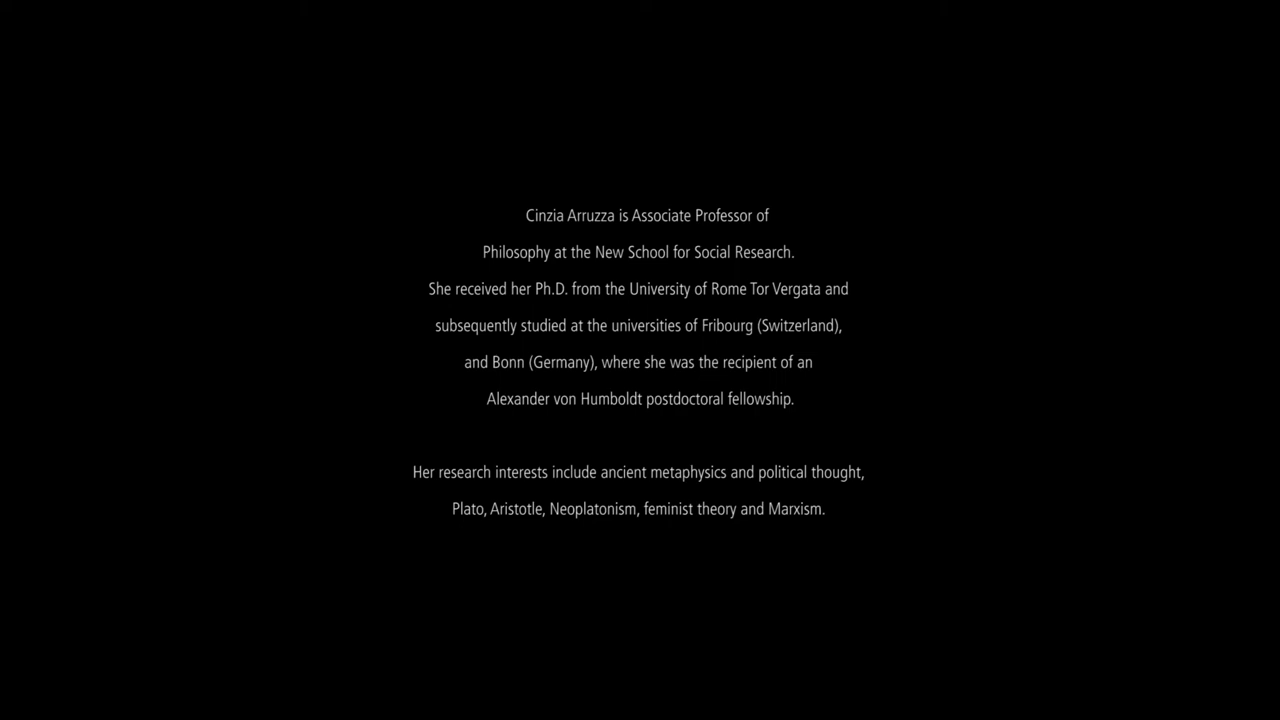 Cinzia Arruzza is Associate Professor of
Philosophy at the New School for Social Research.
She received her Ph.D. from the University of Rome Tor Vergata and
subsequently studied at the universities of Fribourg (Switzerland),
and Bonn (Germany), where she was the recipient of an
Alexander von Humboldt postdoctoral fellowship.
Her research interests include ancient metaphysics and political thought,
Plato, Aristotle, Neoplatonism, feminist theory and Marxism.